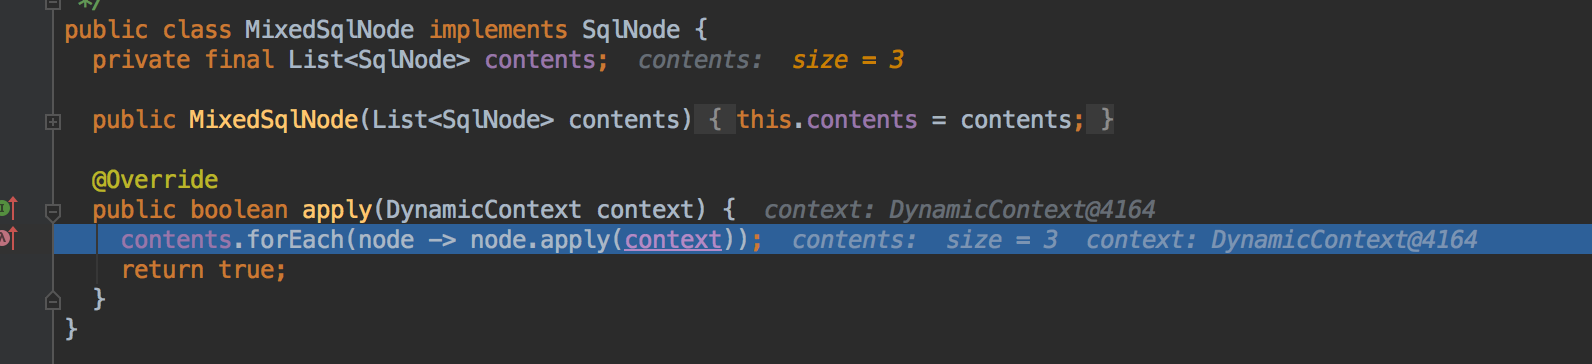 */
public class MixedSqlNode implements SqlNode {
private final List<SqlNode> contents;  contents:  size = 3
public MixedSqlNode(List<SqlNode> contents) { this.contents = contents; }
@Override
public boolean apply(DynamicContext context) {  context: DynamicContext@4164
contents.forEach(node -> node.apply(context));  contents:  size = 3  context: DynamicContext@4164
return true;
}
}